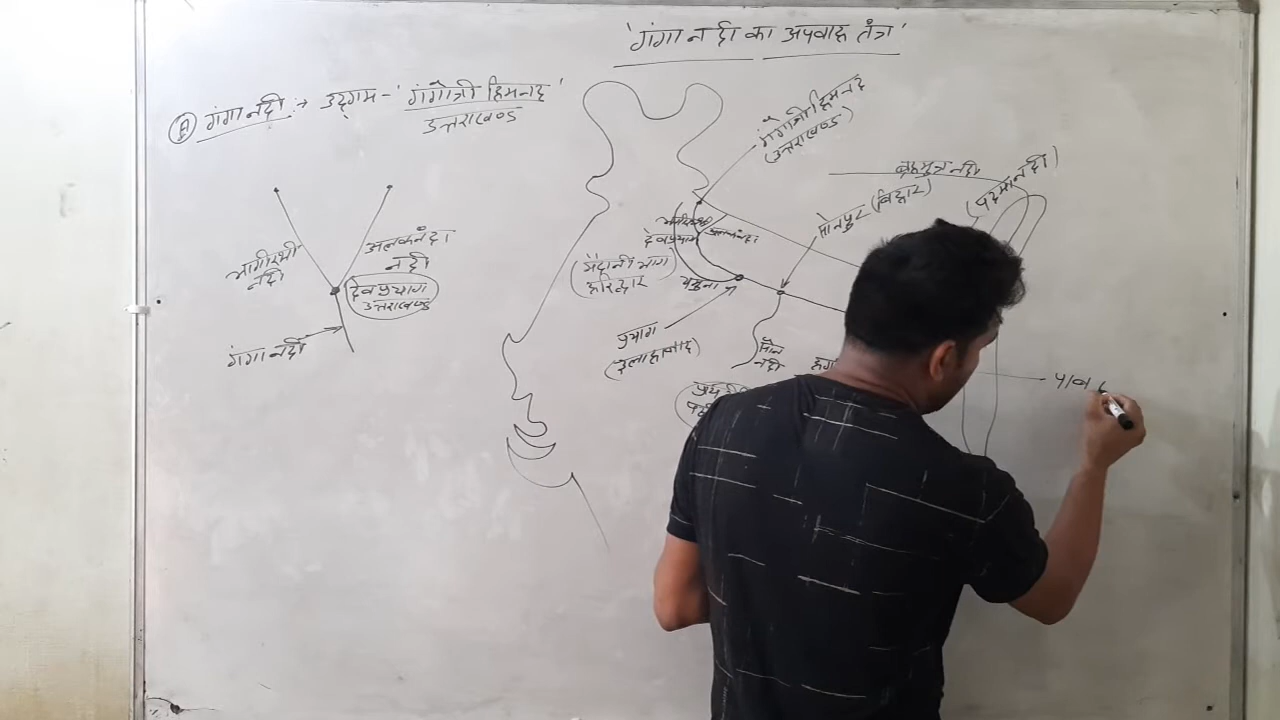 'गंगा नदी का अपवाह तंत्र'
(A) गंगा नदी :→ उद्गम - 'गंगोत्री हिमनद'
उत्तराखण्ड
गंगोत्री हिमनद
(उत्तराखण्ड)
ब्रह्मपुत्र नदी
(पद्मा नदी)
सोनपुर (बिहार)
भागीरथी
नदी
अलकनंदा
नदी
देवप्रयाग
उत्तराखण्ड
गंगा नदी
देवप्रयाग
अलकनंदा
(मैदानी भाग
हरिद्वार)
यमुना
प्रयाग
(इलाहाबाद)
सोन
नदी